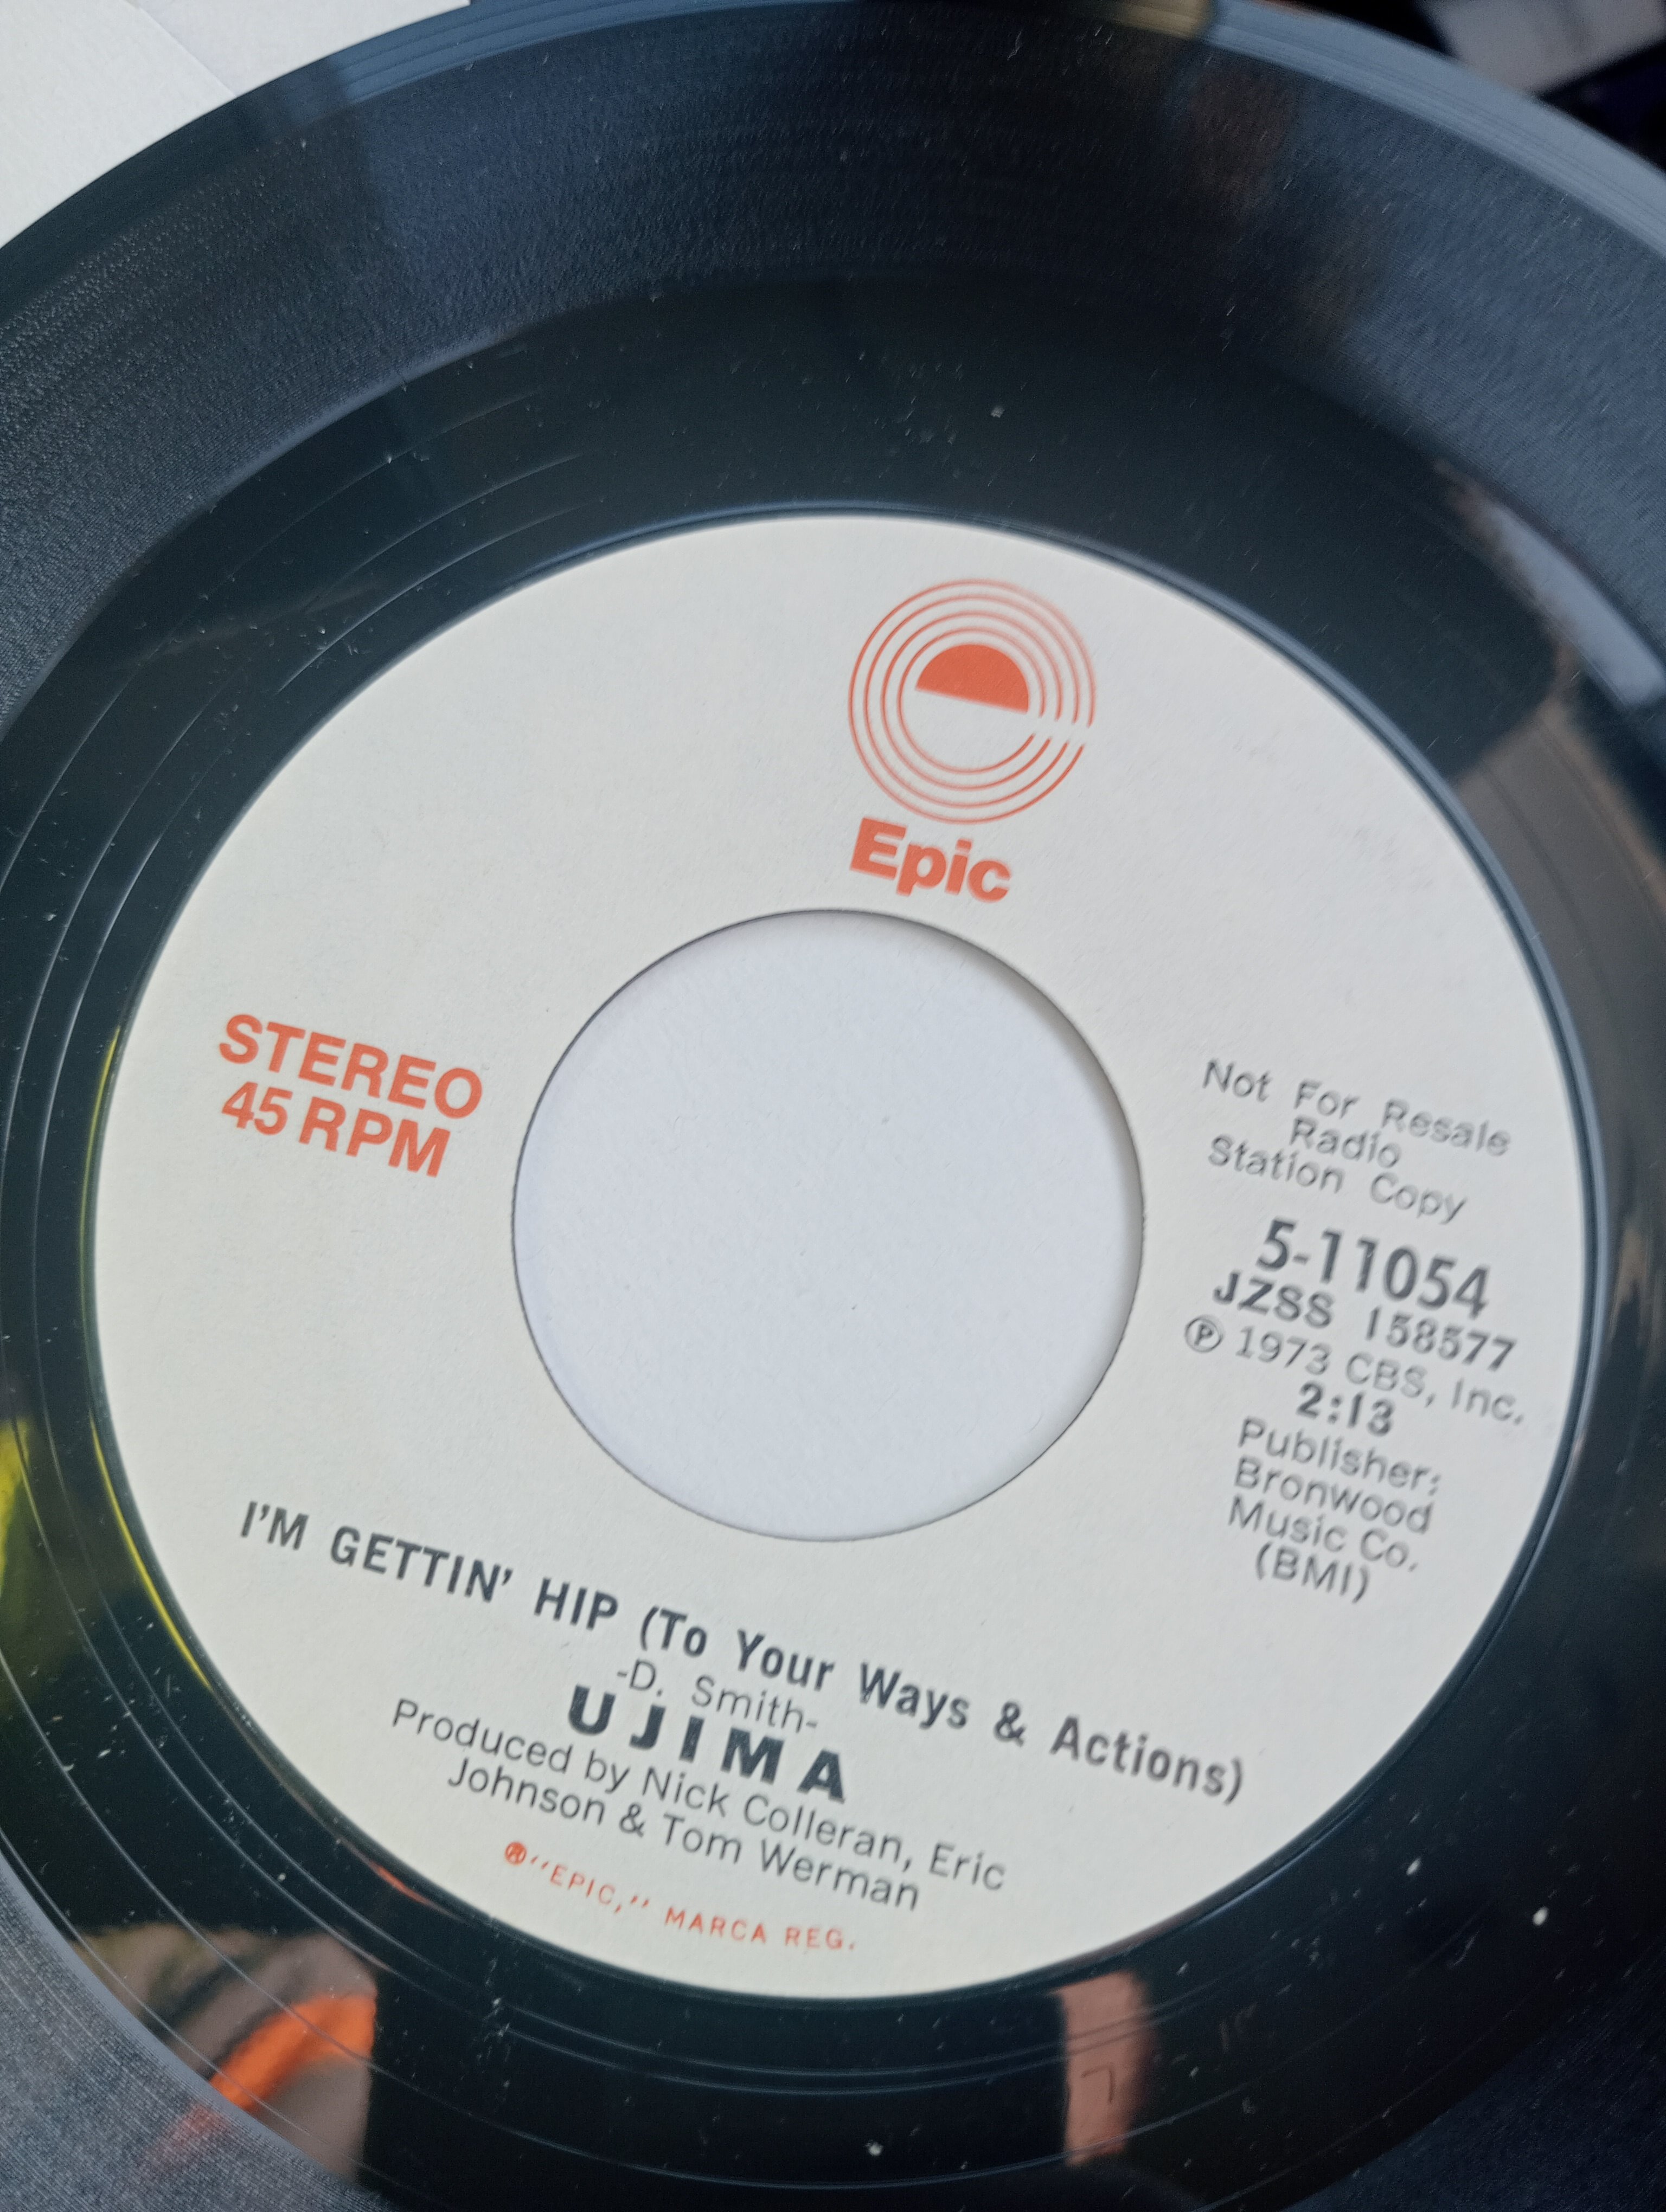 Epic
STEREO
45 RPM
Not For Resale
Radio
Station Copy
5-11054
JZSS 158577
Ⓟ 1973 CBS, Inc.
2:13
Publisher:
Bronwood
Music Co.
(BMI)
I'M GETTIN' HIP (To Your Ways & Actions)
-D. Smith-
UJIMA
Produced by Nick Colleran, Eric
Johnson & Tom Werman
®"EPIC," MARCA REG.